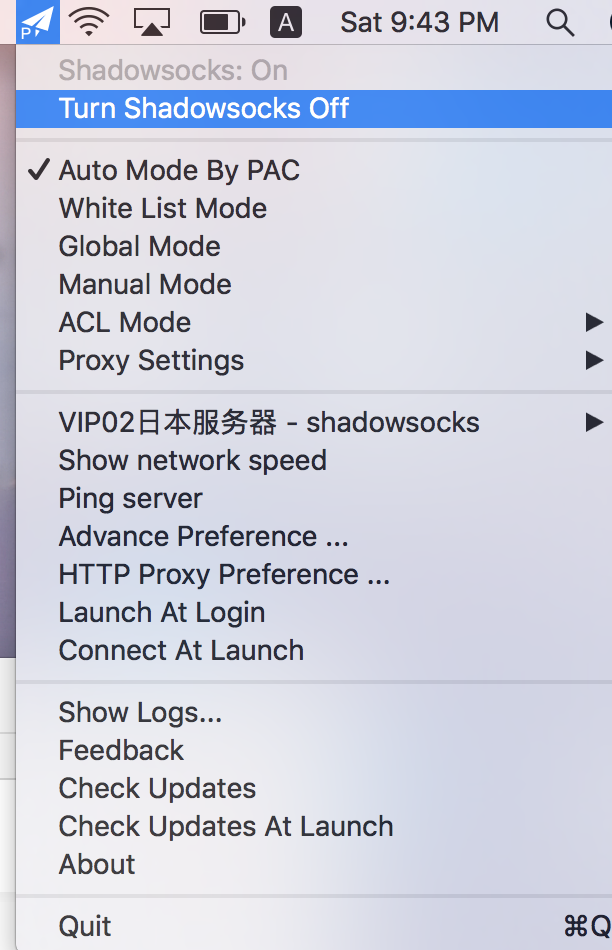 P
A
Sat 9:43 PM
Shadowsocks: On
Turn Shadowsocks Off
✓ Auto Mode By PAC
White List Mode
Global Mode
Manual Mode
ACL Mode
Proxy Settings
VIP02日本服务器 - shadowsocks
Show network speed
Ping server
Advance Preference ...
HTTP Proxy Preference ...
Launch At Login
Connect At Launch
Show Logs...
Feedback
Check Updates
Check Updates At Launch
About
Quit ⌘Q